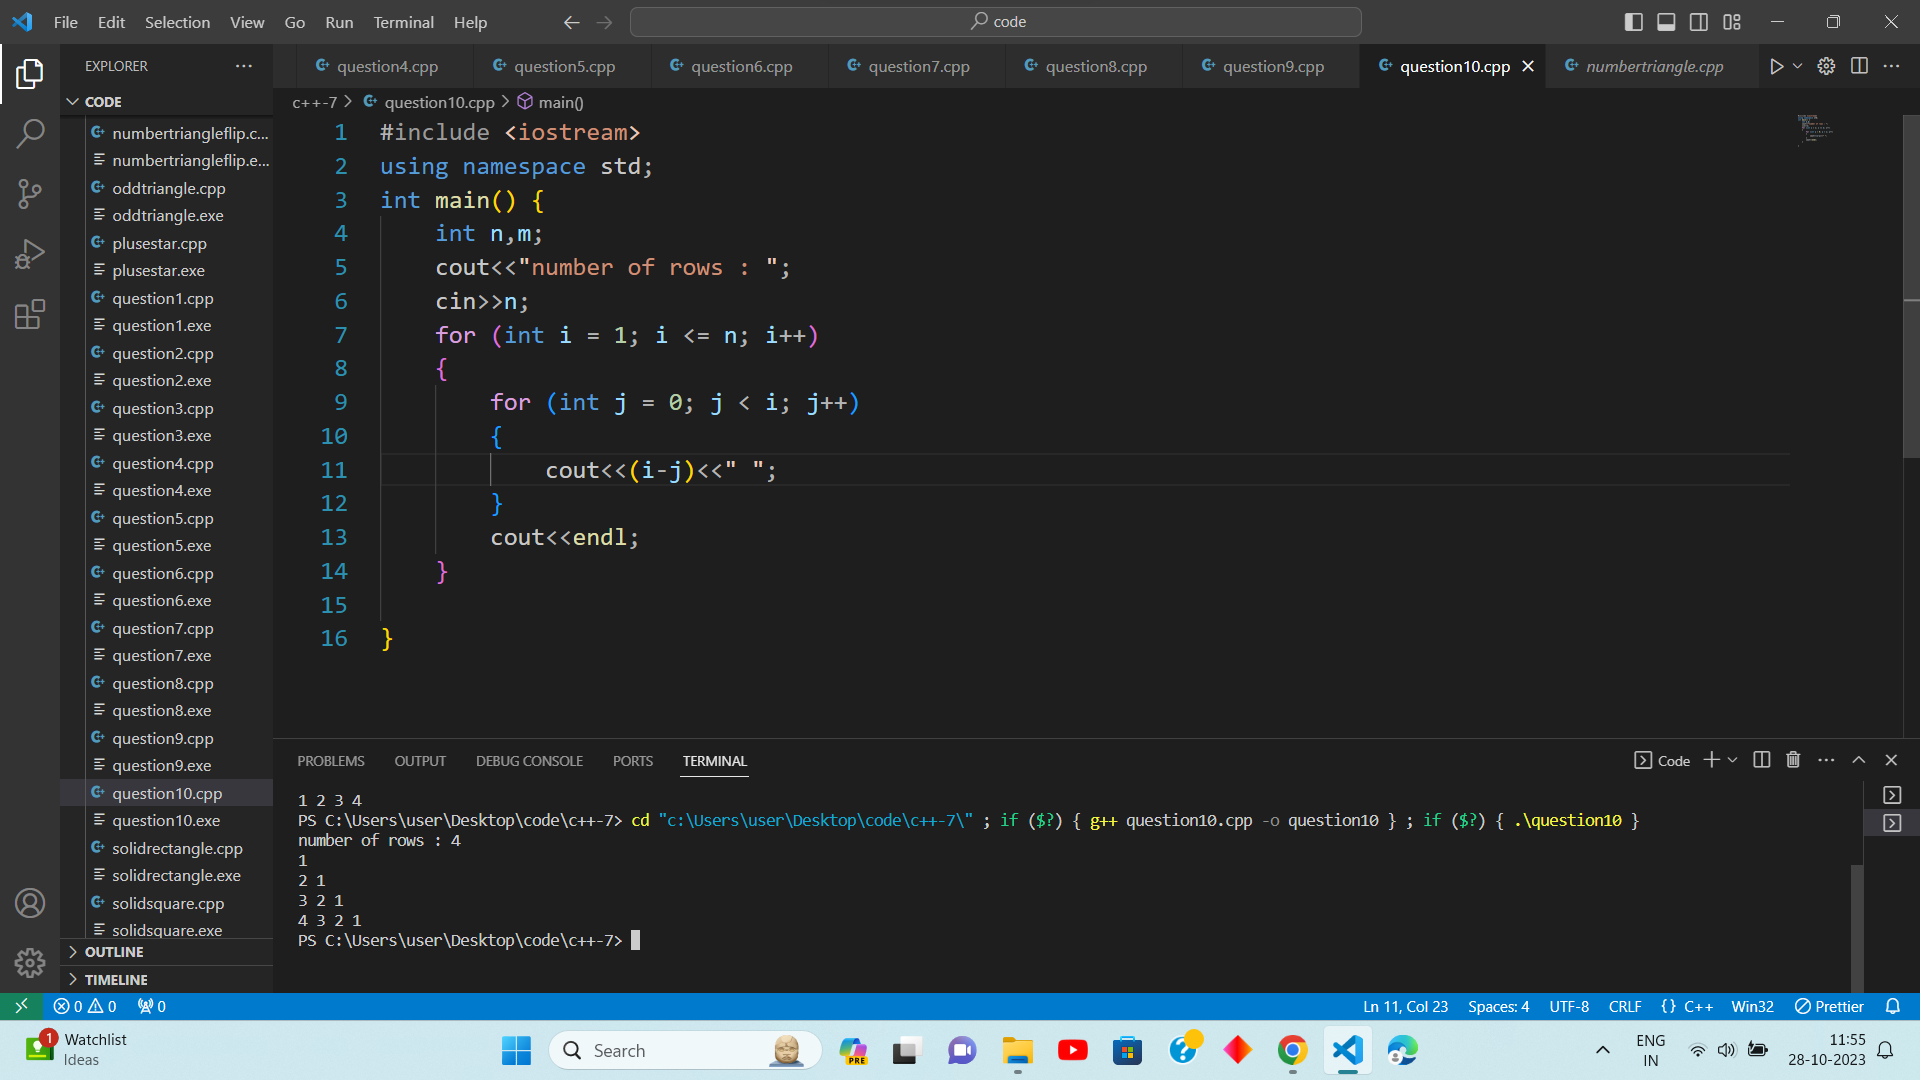 File Edit Selection View Go Run Terminal Help
code
EXPLORER
question4.cpp question5.cpp question6.cpp question7.cpp question8.cpp question9.cpp question10.cpp numbertriangle.cpp
CODE
c++-7 > question10.cpp > main()
numbertriangleflip.c...
numbertriangleflip.e...
oddtriangle.cpp
oddtriangle.exe
plusestar.cpp
plusestar.exe
question1.cpp
question1.exe
question2.cpp
question2.exe
question3.cpp
question3.exe
question4.cpp
question4.exe
question5.cpp
question5.exe
question6.cpp
question6.exe
question7.cpp
question7.exe
question8.cpp
question8.exe
question9.cpp
question9.exe
question10.cpp
question10.exe
solidrectangle.cpp
solidrectangle.exe
solidsquare.cpp
solidsquare.exe
OUTLINE
TIMELINE
1 #include <iostream>
2 using namespace std;
3 int main() {
4 int n,m;
5 cout<<"number of rows : ";
6 cin>>n;
7 for (int i = 1; i <= n; i++)
8 {
9 for (int j = 0; j < i; j++)
10 {
11 cout<<(i-j)<<" ";
12 }
13 cout<<endl;
14 }
15
16 }
PROBLEMS OUTPUT DEBUG CONSOLE PORTS TERMINAL
Code
1 2 3 4
PS C:\Users\user\Desktop\code\c++-7> cd "c:\Users\user\Desktop\code\c++-7\" ; if ($?) { g++ question10.cpp -o question10 } ; if ($?) { .\question10 }
number of rows : 4
1
2 1
3 2 1
4 3 2 1
PS C:\Users\user\Desktop\code\c++-7>
0 0 0 Ln 11, Col 23 Spaces: 4 UTF-8 CRLF {} C++ Win32 Prettier
1
Watchlist
Ideas
Search
PRE
ENG
IN
11:55
28-10-2023